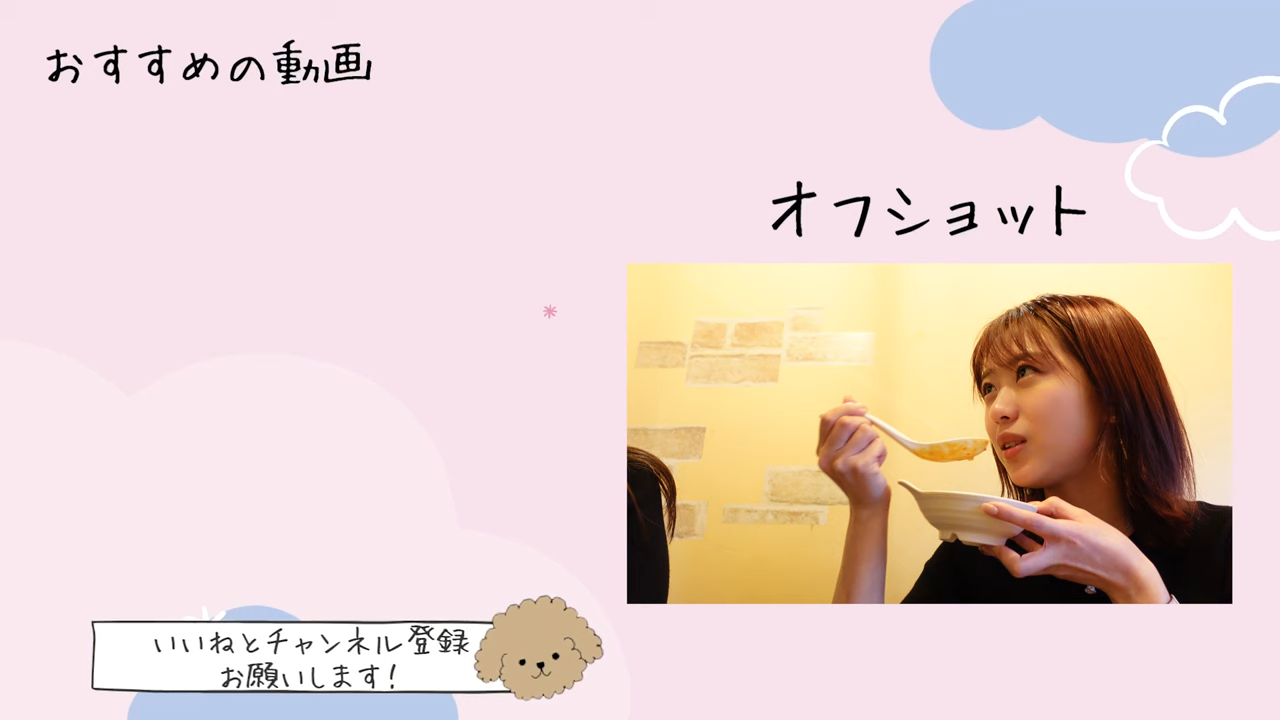 おすすめの動画
オフショット
いいねとチャンネル登録
お願いします!